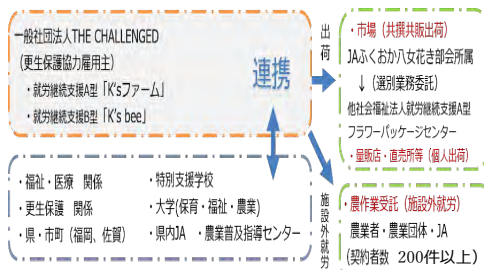 一般社団法人THE CHALLENGED
(更生保護協力雇用主)
・就労継続支援A型「K'sファーム」
・就労継続支援B型「K's bee」
連携
出荷
・市場(共撰共販出荷)
JAふくおか八女花き部会所属
↓(選別業務委託)
他社会福祉法人就労継続支援A型
フラワーパッケージセンター
・量販店・直売所等(個人出荷)
・福祉・医療 関係
・更生保護 関係
・県・市町(福岡、佐賀)
・特別支援学校
・大学(保育・福祉・農業)
・県内JA ・農業普及指導センター
施設外就労
・農作業受託(施設外就労)
農業者・農業団体・JA
(契約者数 200件以上)